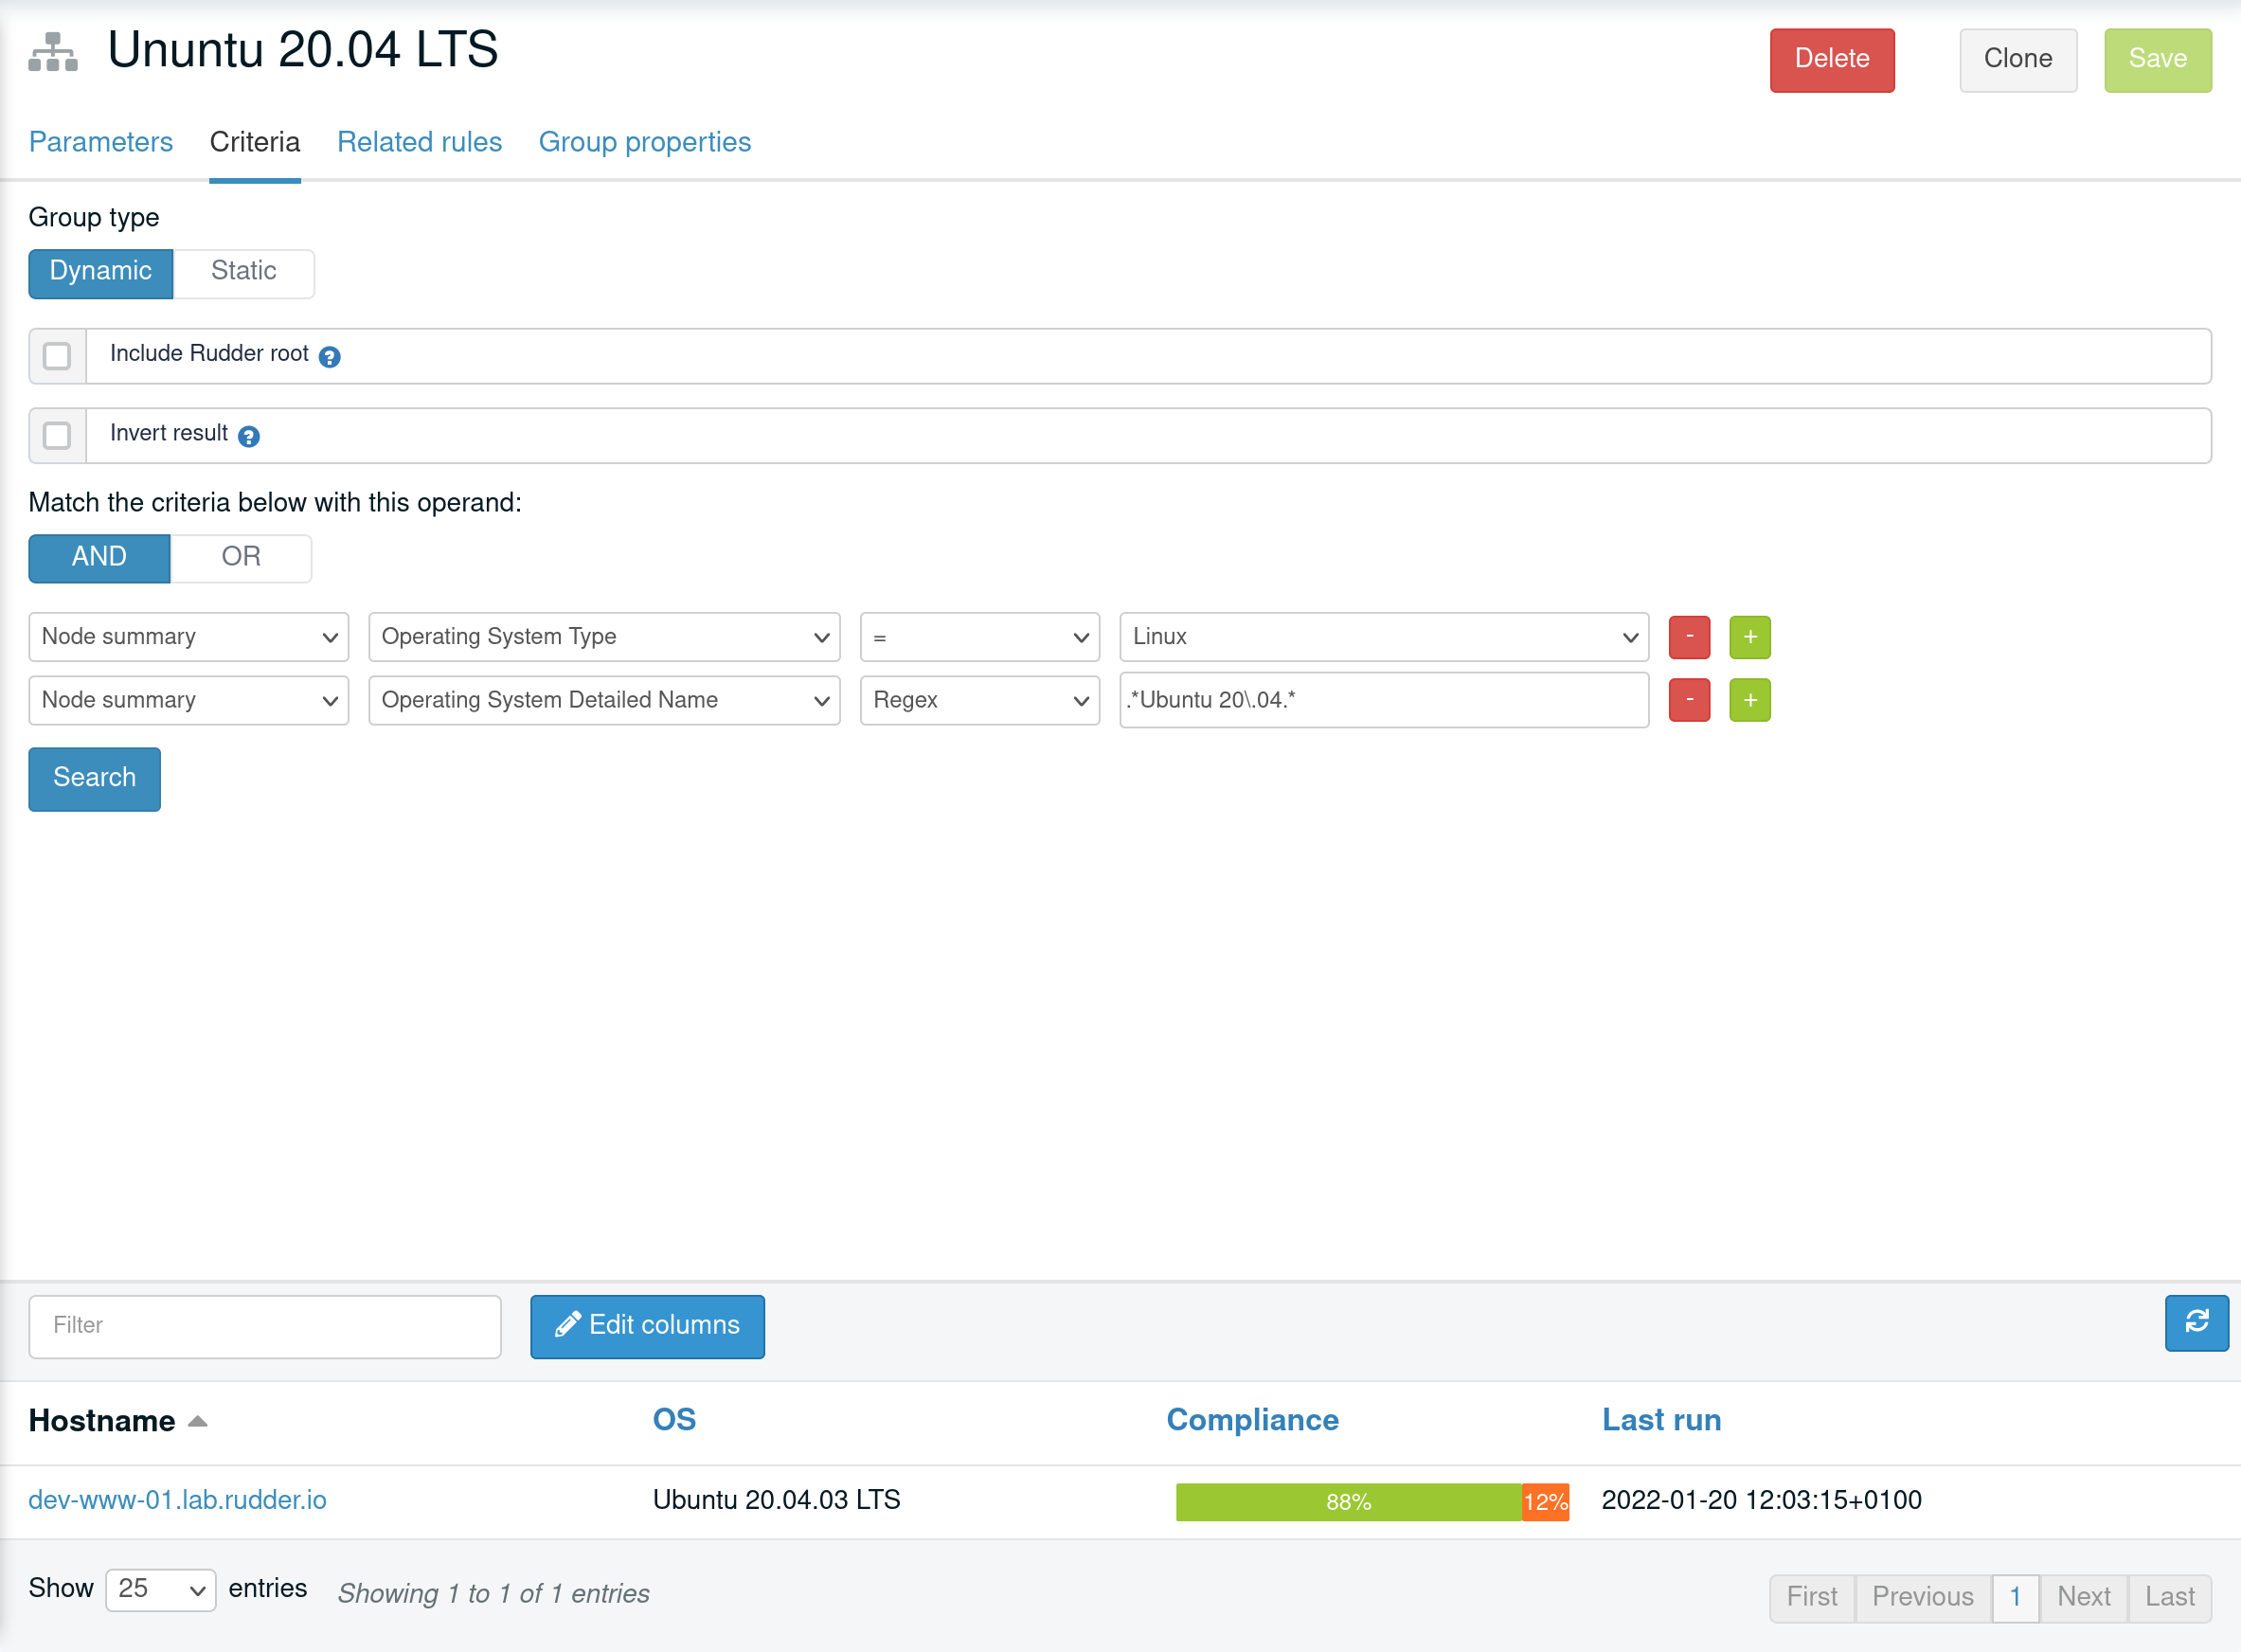 Ununtu 20.04 LTS
Delete Clone Save
Parameters Criteria Related rules Group properties
Group type
Dynamic Static
Include Rudder root ?
Invert result ?
Match the criteria below with this operand:
AND OR
Node summary Operating System Type = Linux - +
Node summary Operating System Detailed Name Regex .*Ubuntu 20\.04.* - +
Search
Filter Edit columns
Hostname OS Compliance Last run
dev-www-01.lab.rudder.io Ubuntu 20.04.03 LTS 88% 12% 2022-01-20 12:03:15+0100
Show 25 entries Showing 1 to 1 of 1 entries First Previous 1 Next Last